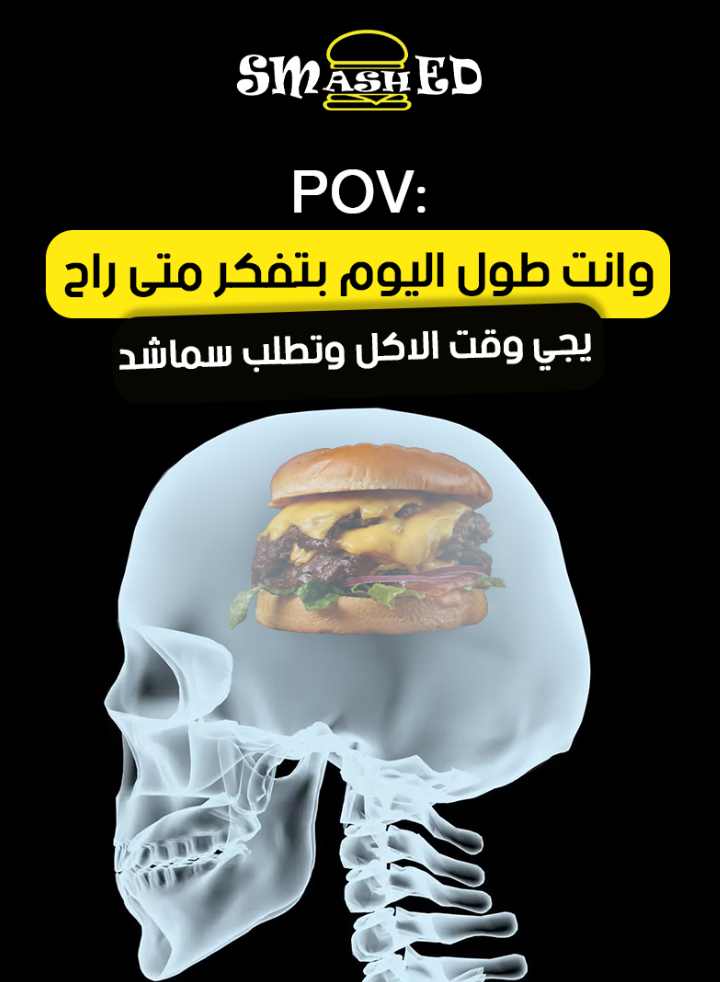 SMASHED
POV:
وانت طول اليوم بتفكر متى راح
يجي وقت الاكل وتطلب سماشد